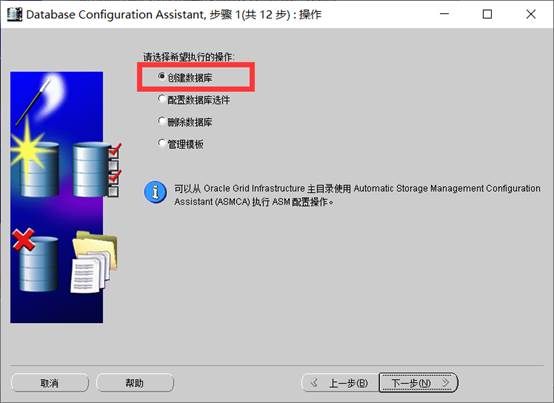 Database Configuration Assistant, 步骤 1(共 12 步) : 操作
请选择希望执行的操作:
创建数据库
配置数据库选件
删除数据库
管理模板
可以从 Oracle Grid Infrastructure 主目录使用 Automatic Storage Management Configuration
Assistant (ASMCA) 执行 ASM 配置操作。
取消
帮助
上一步(B)
下一步(N)